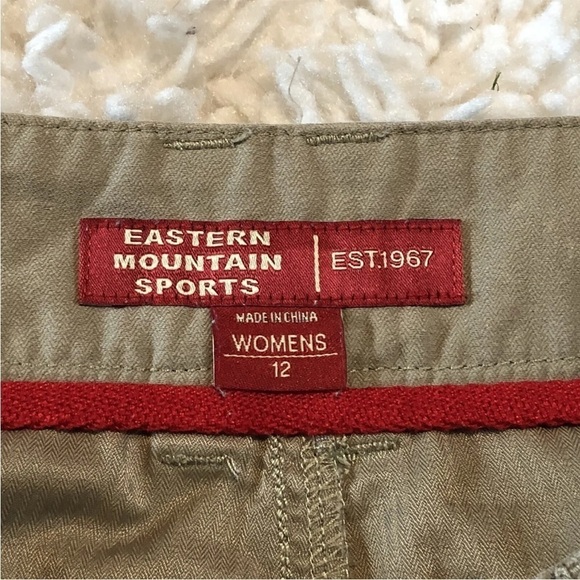 EASTERN
MOUNTAIN
SPORTS
EST.1967
MADE IN CHINA
WOMENS
12